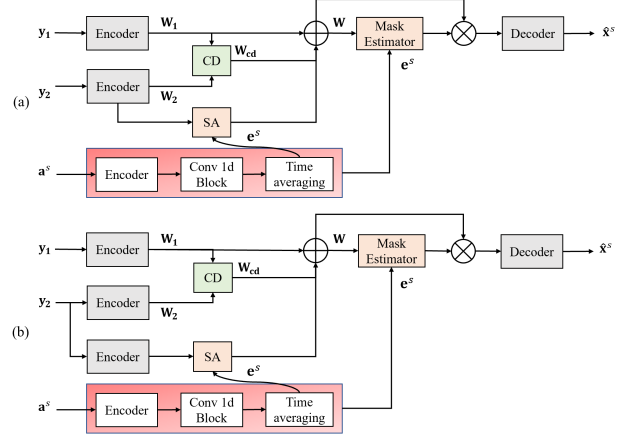 y₁ Encoder W₁ W Mask Estimator Decoder x̂ˢ
CD W_cd
y₂ Encoder W₂ eˢ
(a)
SA
eˢ
aˢ Encoder Conv 1d Block Time averaging
y₁ Encoder W₁ W Mask Estimator Decoder x̂ˢ
CD W_cd
y₂ Encoder W₂ eˢ
(b)
Encoder SA
eˢ
aˢ Encoder Conv 1d Block Time averaging